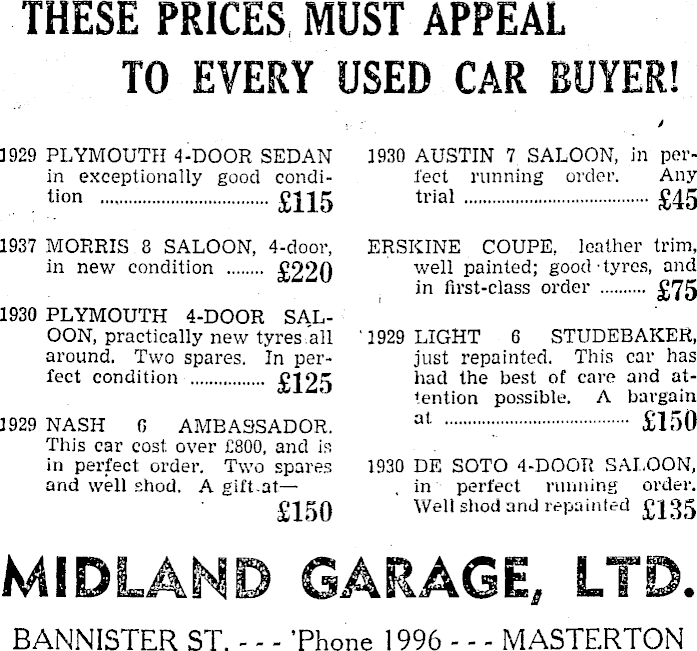 THESE PRICES MUST APPEAL
TO EVERY USED CAR BUYER!
1929 PLYMOUTH 4-DOOR SEDAN
in exceptionally good condi-
tion .................................. £115
1937 MORRIS 8 SALOON, 4-door,
in new condition ........ £220
1930 PLYMOUTH 4-DOOR SAL-
OON, practically new tyres all
around. Two spares. In per-
fect condition ................ £125
1929 NASH 6 AMBASSADOR.
This car cost over £800, and is
in perfect order. Two spares
and well shod. A gift at—
£150
1930 AUSTIN 7 SALOON, in per-
fect running order. Any
trial ..................................... £45
ERSKINE COUPE, leather trim,
well painted; good tyres, and
in first-class order .......... £75
1929 LIGHT 6 STUDEBAKER,
just repainted. This car has
had the best of care and at-
tention possible. A bargain
at ..................................... £150
1930 DE SOTO 4-DOOR SALOON,
in perfect running order.
Well shod and repainted £135
MIDLAND GARAGE, LTD.
BANNISTER ST. - - - 'Phone 1996 - - - MASTERTON